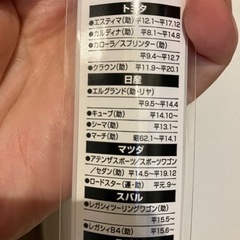 トヨタ
●エスティマ(助) 平12.1~平17.12
●カルディナ(助) 平8.1~平14.8
●カローラ/スプリンター(助)
平9.4~平12.7
●クラウン(助) 平11.9~平20.1
日産
●エルグランド(助・リヤ)
平9.5~平14.4
●キューブ(助) 平14.10~
●シーマ(助) 平13.1~
●マーチ(助) 昭62.1~平14.1
マツダ
●アテンザスポーツ/スポーツワゴン
/セダン(助) 平14.5~平19.12
●ロードスター(運・助) 平元.9~
スバル
●レガシィツーリングワゴン(助)
平15.5~
●レガシィB4(助) 平15.6~